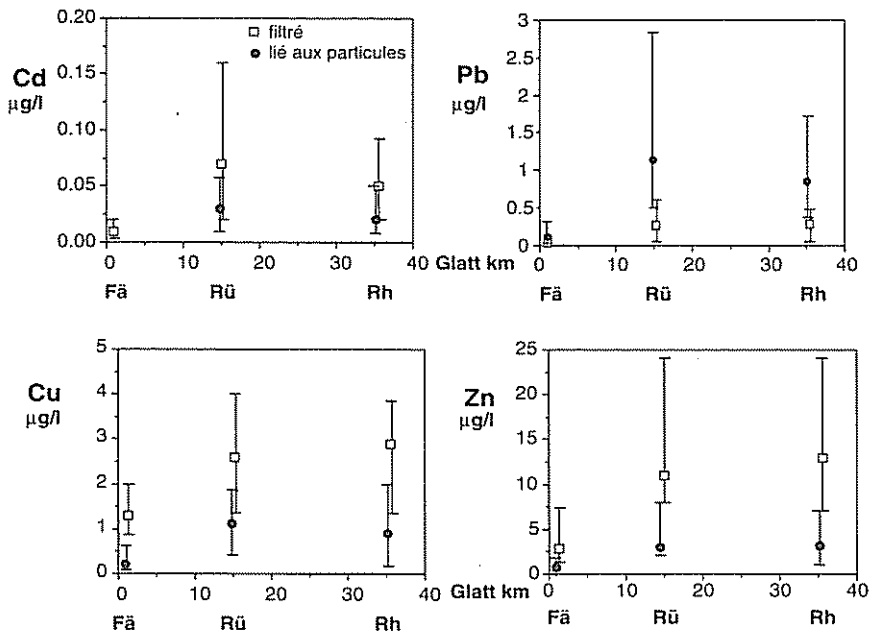 Cd
µg/l
0.20
0.15
0.10
0.05
0.00
filtré
lié aux particules
0 10 20 30 40
Glatt km
Fä Rü Rh
Pb
µg/l
3
2.5
2
1.5
1
0.5
0
0 10 20 30 40
Fä Rü Rh
Cu
µg/l
5
4
3
2
1
0
0 10 20 30 40
Glatt km
Fä Rü Rh
Zn
µg/l
25
20
15
10
5
0
0 10 20 30 40
Fä Rü Rh